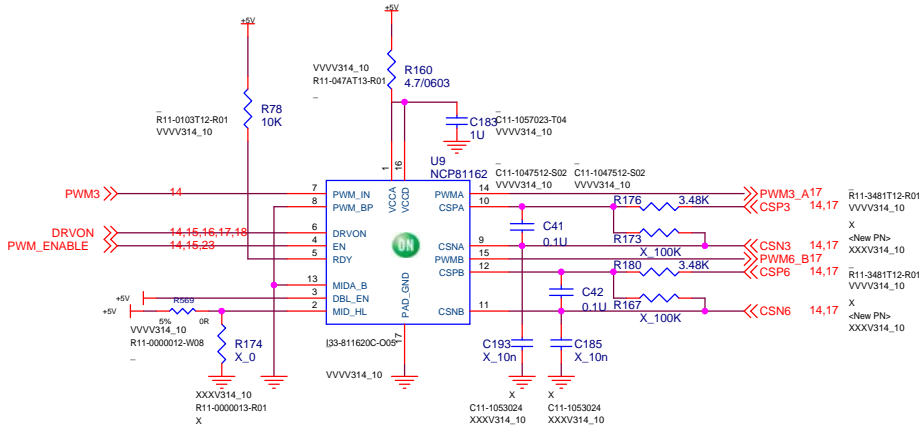 +5V
+5V
VVVV314_10
R11-047AT13-R01
_
R160
4.7/0603
_
R11-0103T12-R01
VVVV314_10
R78
10K
C183
1U
_
C11-1057023-T04
VVVV314_10
U9
NCP81162
1
16
VCCA
VCCD
_
C11-1047512-S02
VVVV314_10
_
C11-1047512-S02
VVVV314_10
PWM3
14
7
PWM_IN
8
PWM_BP
DRVON
14,15,16,17,18
6
DRVON
PWM_ENABLE
14,15,23
4
EN
5
RDY
13
MIDA_B
3
DBL_EN
2
MID_HL
ON
PAD_GND
17
PWMA
14
PWM3_A
17
CSPA
10
CSP3
14,17
CSNA
9
CSN3
14,17
PWMB
15
PWM6_B
17
CSPB
12
CSP6
14,17
CSNB
11
CSN6
14,17
R176
3.48K
R173
X_100K
R180
3.48K
R167
X_100K
C41
0.1U
C42
0.1U
_
R11-3481T12-R01
VVVV314_10
X
<New PN>
XXXV314_10
_
R11-3481T12-R01
VVVV314_10
X
<New PN>
XXXV314_10
+5V
+5V
R569
5%
0R
VVVV314_10
R11-0000012-W08
_
R174
X_0
XXXV314_10
R11-0000013-R01
X
I33-811620C-O05
VVVV314_10
C193
X_10n
C185
X_10n
X
C11-1053024
XXXV314_10
X
C11-1053024
XXXV314_10